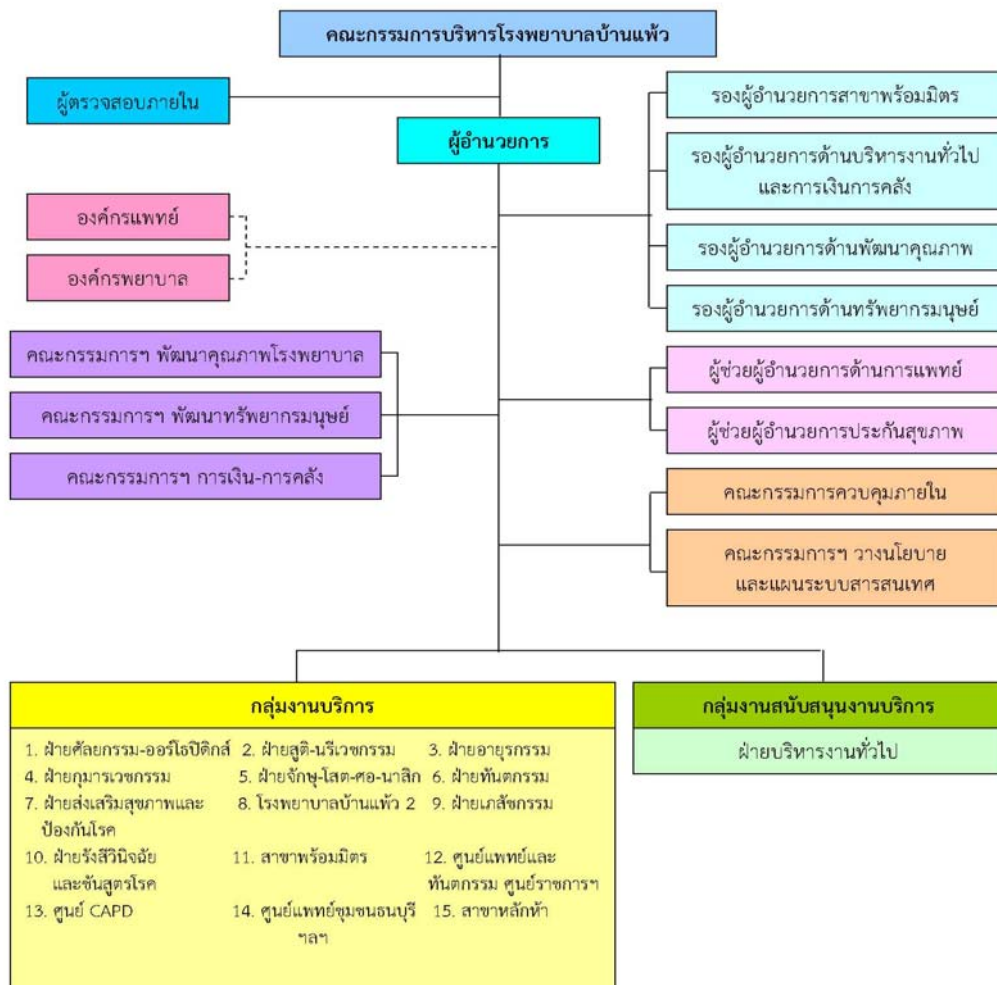 คณะกรรมการบริหารโรงพยาบาลบ้านแพ้ว
ผู้ตรวจสอบภายใน
ผู้อำนวยการ
รองผู้อำนวยการสาขาพร้อมมิตร
รองผู้อำนวยการด้านบริหารงานทั่วไป
และการเงินการคลัง
รองผู้อำนวยการด้านพัฒนาคุณภาพ
รองผู้อำนวยการด้านทรัพยากรมนุษย์
องค์กรแพทย์
องค์กรพยาบาล
คณะกรรมการฯ พัฒนาคุณภาพโรงพยาบาล
คณะกรรมการฯ พัฒนาทรัพยากรมนุษย์
คณะกรรมการฯ การเงิน-การคลัง
ผู้ช่วยผู้อำนวยการด้านการแพทย์
ผู้ช่วยผู้อำนวยการประกันสุขภาพ
คณะกรรมการควบคุมภายใน
คณะกรรมการฯ วางนโยบาย
และแผนระบบสารสนเทศ
กลุ่มงานบริการ
1. ฝ่ายศัลยกรรม-ออร์โธปิดิกส์ 2. ฝ่ายสูติ-นรีเวชกรรม 3. ฝ่ายอายุรกรรม
4. ฝ่ายกุมารเวชกรรม 5. ฝ่ายจักษุ-โสต-ศอ-นาสิก 6. ฝ่ายทันตกรรม
7. ฝ่ายส่งเสริมสุขภาพและ 8. โรงพยาบาลบ้านแพ้ว 2 9. ฝ่ายเภสัชกรรม
ป้องกันโรค
10. ฝ่ายรังสีวินิจฉัย 11. สาขาพร้อมมิตร 12. ศูนย์แพทย์และ
และชันสูตรโรค ทันตกรรม ศูนย์ราชการฯ
13. ศูนย์ CAPD 14. ศูนย์แพทย์ชุมชนธนบุรี 15. สาขาหลักห้า
ฯลฯ
กลุ่มงานสนับสนุนงานบริการ
ฝ่ายบริหารงานทั่วไป